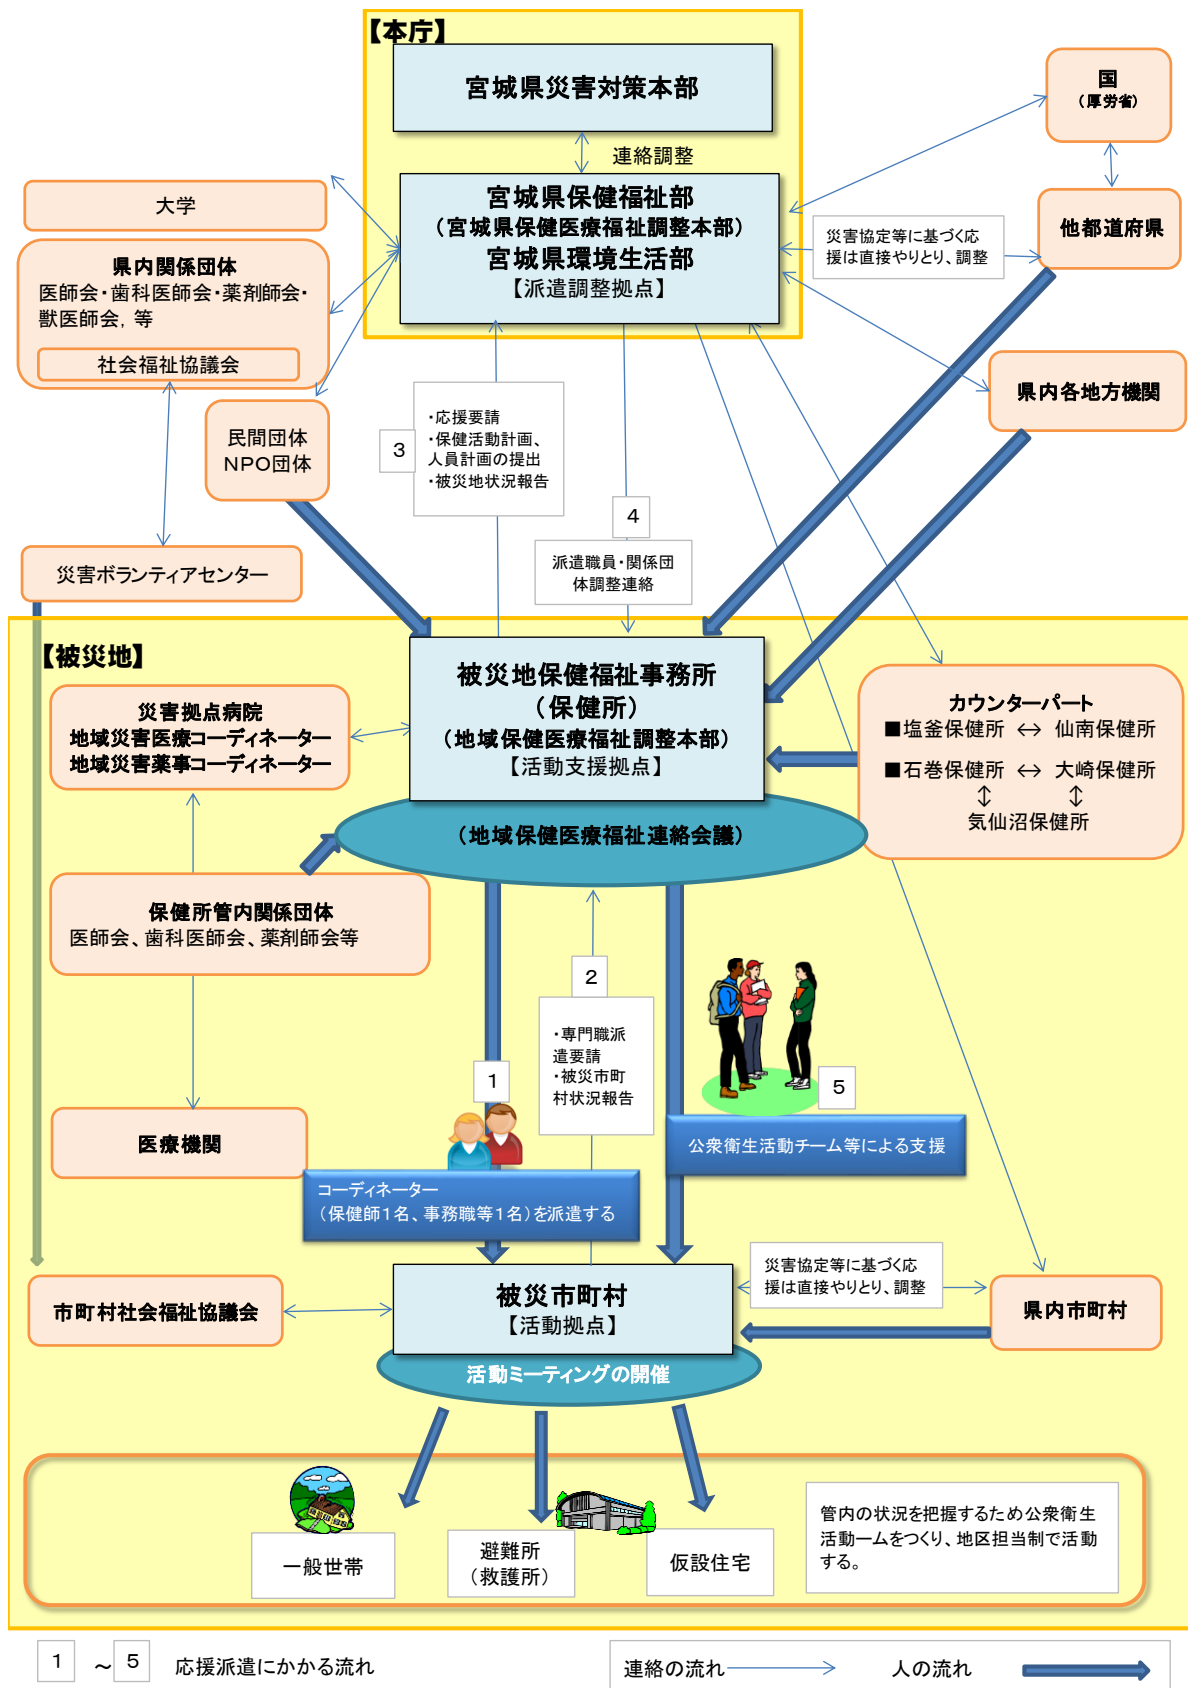 【本庁】
宮城県災害対策本部
連絡調整
宮城県保健福祉部
（宮城県保健医療福祉調整本部）
宮城県環境生活部
【派遣調整拠点】
国
（厚労省）
他都道府県
災害協定等に基づく応
援は直接やりとり、調整
大学
県内関係団体
医師会・歯科医師会・薬剤師会・
獣医師会, 等
社会福祉協議会
民間団体
NPO団体
県内各地方機関
3
・応援要請
・保健活動計画、
人員計画の提出
・被災地状況報告
4
派遣職員・関係団
体調整連絡
災害ボランティアセンター
【被災地】
被災地保健福祉事務所
（保健所）
（地域保健医療福祉調整本部）
【活動支援拠点】
（地域保健医療福祉連絡会議）
災害拠点病院
地域災害医療コーディネーター
地域災害薬事コーディネーター
カウンターパート
■塩釜保健所 ↔ 仙南保健所
■石巻保健所 ↔ 大崎保健所
⇕ ⇕
気仙沼保健所
保健所管内関係団体
医師会、歯科医師会、薬剤師会等
2
・専門職派
遣要請
・被災市町
村状況報告
1
コーディネーター
（保健師１名、事務職等１名）を派遣する
5
公衆衛生活動チーム等による支援
医療機関
市町村社会福祉協議会
被災市町村
【活動拠点】
活動ミーティングの開催
災害協定等に基づく応
援は直接やりとり、調整
県内市町村
一般世帯
避難所
（救護所）
仮設住宅
管内の状況を把握するため公衆衛生
活動ームをつくり、地区担当制で活動
する。
1 ～ 5 応援派遣にかかる流れ
連絡の流れ 人の流れ